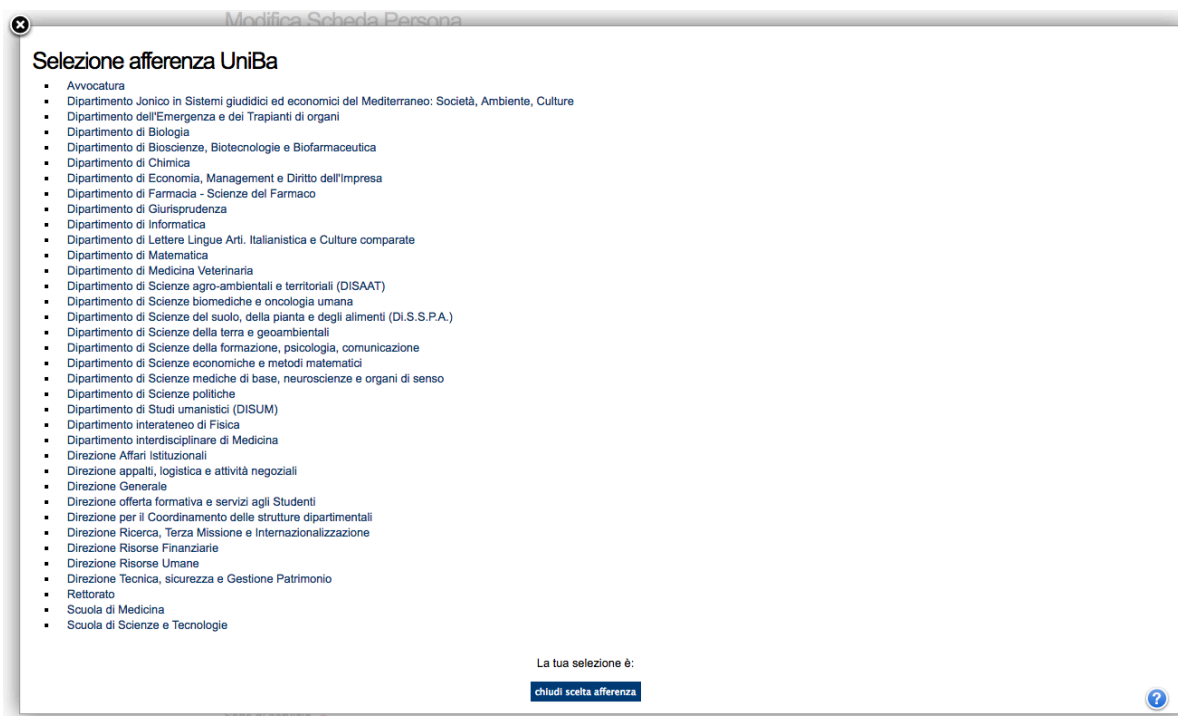 Modifica Scheda Persona
Selezione afferenza UniBa
Avvocatura
Dipartimento Jonico in Sistemi giudidici ed economici del Mediterraneo: Società, Ambiente, Culture
Dipartimento dell'Emergenza e dei Trapianti di organi
Dipartimento di Biologia
Dipartimento di Bioscienze, Biotecnologie e Biofarmaceutica
Dipartimento di Chimica
Dipartimento di Economia, Management e Diritto dell'Impresa
Dipartimento di Farmacia - Scienze del Farmaco
Dipartimento di Giurisprudenza
Dipartimento di Informatica
Dipartimento di Lettere Lingue Arti. Italianistica e Culture comparate
Dipartimento di Matematica
Dipartimento di Medicina Veterinaria
Dipartimento di Scienze agro-ambientali e territoriali (DISAAT)
Dipartimento di Scienze biomediche e oncologia umana
Dipartimento di Scienze del suolo, della pianta e degli alimenti (Di.S.S.P.A.)
Dipartimento di Scienze della terra e geoambientali
Dipartimento di Scienze della formazione, psicologia, comunicazione
Dipartimento di Scienze economiche e metodi matematici
Dipartimento di Scienze mediche di base, neuroscienze e organi di senso
Dipartimento di Scienze politiche
Dipartimento di Studi umanistici (DISUM)
Dipartimento interateneo di Fisica
Dipartimento interdisciplinare di Medicina
Direzione Affari Istituzionali
Direzione appalti, logistica e attività negoziali
Direzione Generale
Direzione offerta formativa e servizi agli Studenti
Direzione per il Coordinamento delle strutture dipartimentali
Direzione Ricerca, Terza Missione e Internazionalizzazione
Direzione Risorse Finanziarie
Direzione Risorse Umane
Direzione Tecnica, sicurezza e Gestione Patrimonio
Rettorato
Scuola di Medicina
Scuola di Scienze e Tecnologie
La tua selezione è:
chiudi scelta afferenza
?